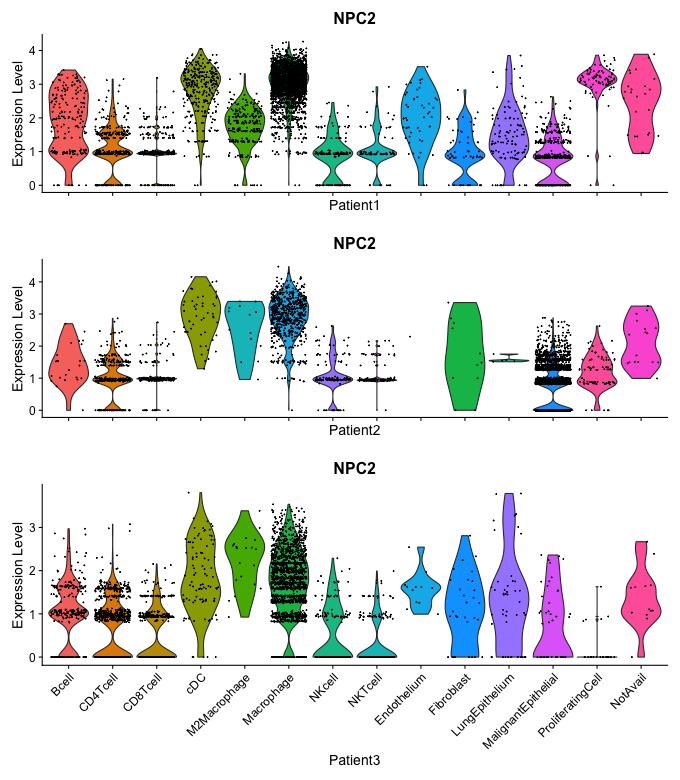 NPC2
Expression Level
4
3
2
1
0
Patient1
NPC2
Expression Level
4
3
2
1
0
Patient2
NPC2
Expression Level
3
2
1
0
Bcell
CD4Tcell
CD8Tcell
cDC
M2Macrophage
Macrophage
NKcell
NKTcell
Endothelium
Fibroblast
LungEpithelium
MalignantEpithelial
ProliferatingCell
NotAvail
Patient3